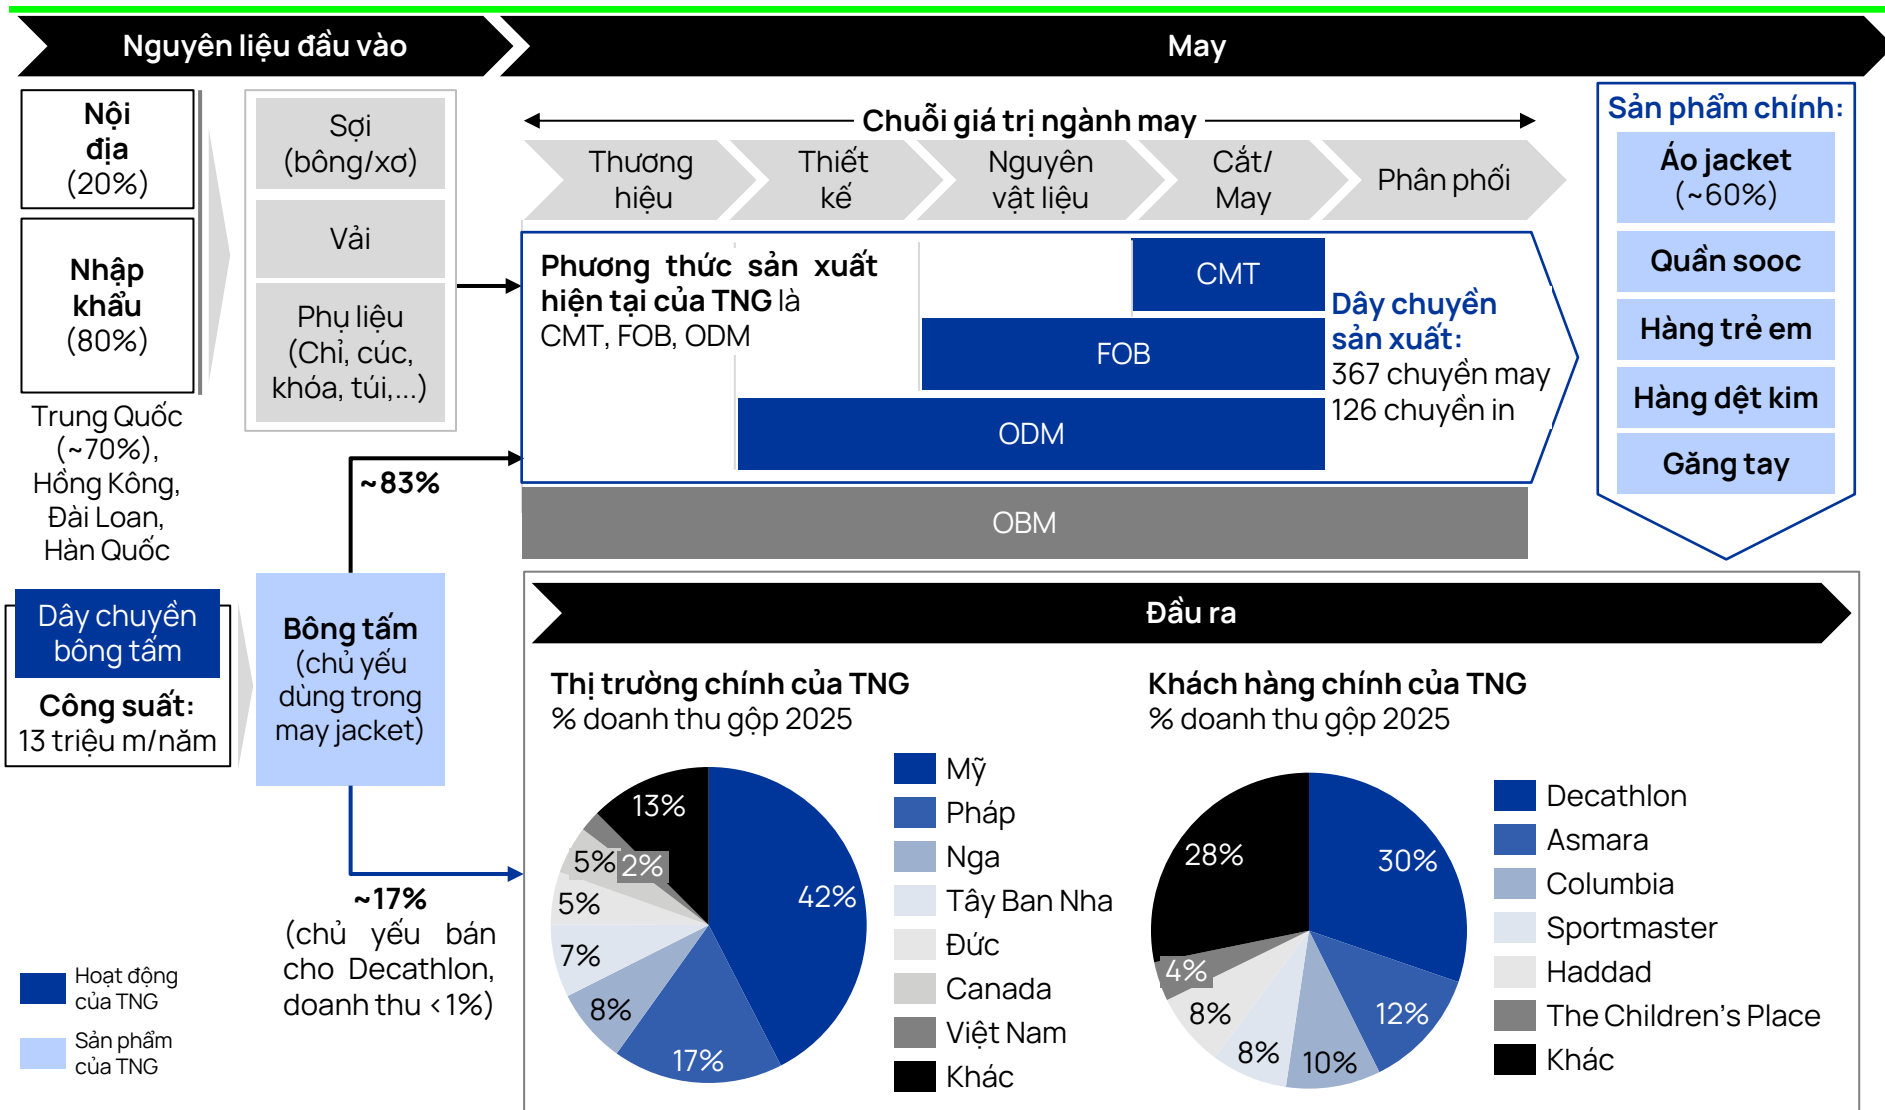 Nguyên liệu đầu vào
May
Nội
địa
(20%)
Nhập
khẩu
(80%)
Trung Quốc
(~70%),
Hồng Kông,
Đài Loan,
Hàn Quốc
Sợi
(bông/xơ)
Vải
Phụ liệu
(Chỉ, cúc,
khóa, túi,...)
Chuỗi giá trị ngành may
Thương
hiệu
Thiết
kế
Nguyên
vật liệu
Cắt/
May
Phân phối
Phương thức sản xuất
hiện tại của TNG là
CMT, FOB, ODM
CMT
FOB
ODM
OBM
Dây chuyền
sản xuất:
367 chuyền may
126 chuyền in
Sản phẩm chính:
Áo jacket
(~60%)
Quần sooc
Hàng trẻ em
Hàng dệt kim
Găng tay
Dây chuyền
bông tấm
Công suất:
13 triệu m/năm
Bông tấm
(chủ yếu
dùng trong
may jacket)
~83%
~17%
(chủ yếu bán
cho Decathlon,
doanh thu <1%)
Hoạt động
của TNG
Sản phẩm
của TNG
Đầu ra
Thị trường chính của TNG
% doanh thu gộp 2025
42%
17%
8%
7%
5%
5%
2%
13%
Mỹ
Pháp
Nga
Tây Ban Nha
Đức
Canada
Việt Nam
Khác
Khách hàng chính của TNG
% doanh thu gộp 2025
30%
12%
10%
8%
8%
4%
28%
Decathlon
Asmara
Columbia
Sportmaster
Haddad
The Children's Place
Khác